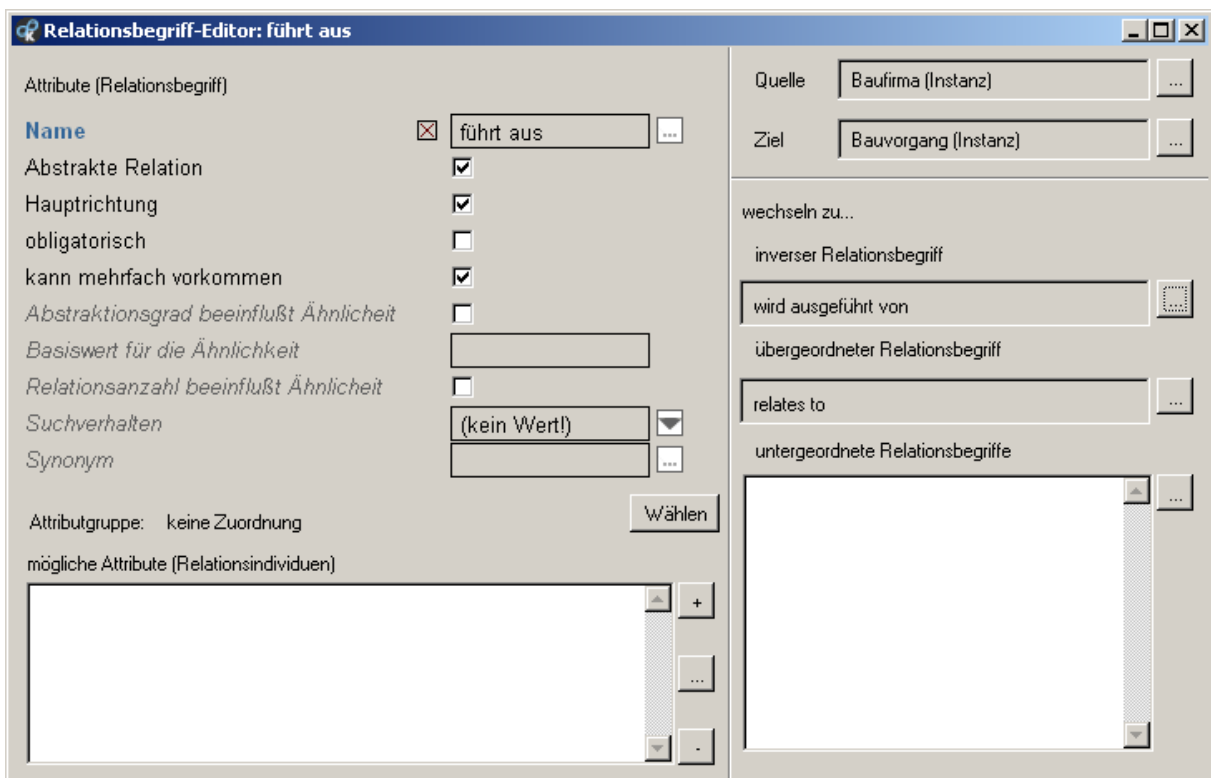 Relationsbegriff-Editor: führt aus
Attribute (Relationsbegriff)
Name führt aus ...
Abstrakte Relation
Hauptrichtung
obligatorisch
kann mehrfach vorkommen
Abstraktionsgrad beeinflußt Ähnlicheit
Basiswert für die Ähnlichkeit
Relationsanzahl beeinflußt Ähnlicheit
Suchverhalten (kein Wert!)
Synonym ...
Attributgruppe: keine Zuordnung Wählen
mögliche Attribute (Relationsindividuen)
+
...
-
Quelle Baufirma (Instanz) ...
Ziel Bauvorgang (Instanz) ...
wechseln zu...
inverser Relationsbegriff
wird ausgeführt von ...
übergeordneter Relationsbegriff
relates to ...
untergeordnete Relationsbegriffe
...